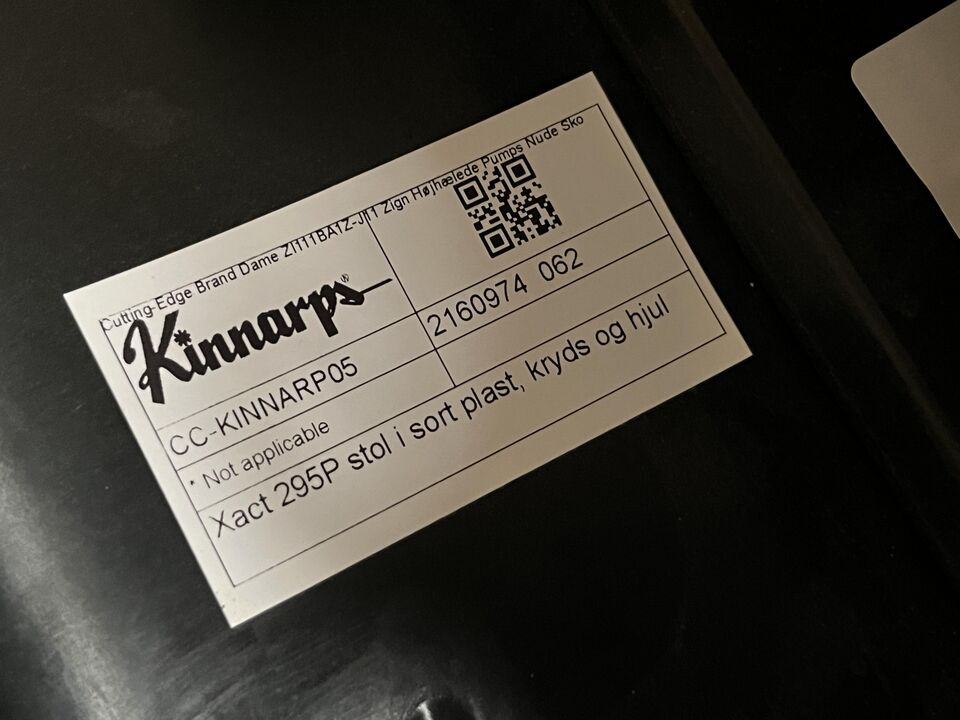 Cutting-Edge Brand Dame ZI111BA1Z-J11 Zign Højhælede Pumps Nude Sko
Kinnarps®
CC-KINNARP05
2160974 062
* Not applicable
Xact 295P stol i sort plast, kryds og hjul